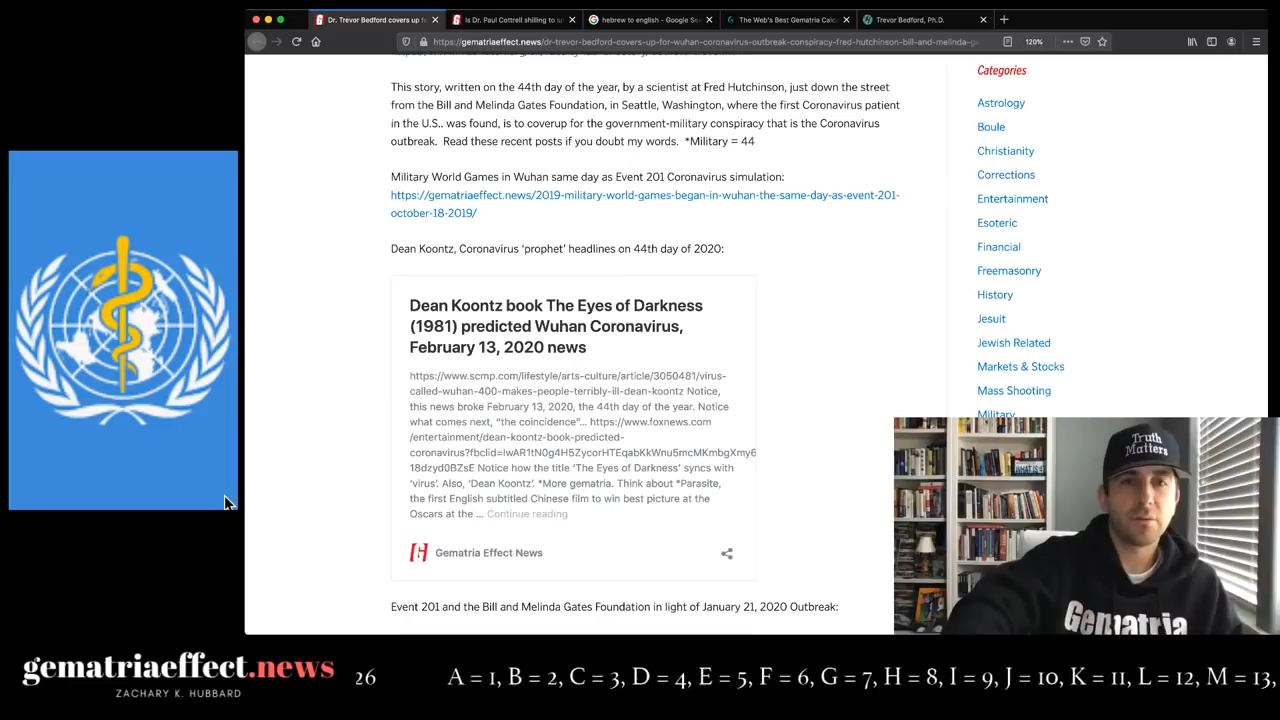 Dr. Trevor Bedford covers up fo
Is Dr. Paul Cottrell shilling to sp
hebrew to english - Google Sea
The Web's Best Gematria Calc
Trevor Bedford, Ph.D.
https://gematriaeffect.news/dr-trevor-bedford-covers-up-for-wuhan-coronavirus-outbreak-conspiracy-fred-hutchinson-bill-and-melinda-ga
120%
This story, written on the 44th day of the year, by a scientist at Fred Hutchinson, just down the street
from the Bill and Melinda Gates Foundation, in Seattle, Washington, where the first Coronavirus patient
in the U.S.. was found, is to coverup for the government-military conspiracy that is the Coronavirus
outbreak. Read these recent posts if you doubt my words. *Military = 44
Military World Games in Wuhan same day as Event 201 Coronavirus simulation:
https://gematriaeffect.news/2019-military-world-games-began-in-wuhan-the-same-day-as-event-201-
october-18-2019/
Dean Koontz, Coronavirus ‘prophet’ headlines on 44th day of 2020:
Dean Koontz book The Eyes of Darkness
(1981) predicted Wuhan Coronavirus,
February 13, 2020 news
https://www.scmp.com/lifestyle/arts-culture/article/3050481/virus-
called-wuhan-400-makes-people-terribly-ill-dean-koontz Notice,
this news broke February 13, 2020, the 44th day of the year. Notice
what comes next, “the coincidence”... https://www.foxnews.com
/entertainment/dean-koontz-book-predicted-
coronavirus?fbclid=IwAR1tN0g4H5ZycorHTEqabKkWnu5mcMKmbgXmy6
18dzyd0BZsE Notice how the title ‘The Eyes of Darkness’ syncs with
‘virus’. Also, ‘Dean Koontz’. *More gematria. Think about *Parasite,
the first English subtitled Chinese film to win best picture at the
Oscars at the ... Continue reading
Gematria Effect News
Event 201 and the Bill and Melinda Gates Foundation in light of January 21, 2020 Outbreak:
Categories
Astrology
Boule
Christianity
Corrections
Entertainment
Esoteric
Financial
Freemasonry
History
Jesuit
Jewish Related
Markets & Stocks
Mass Shooting
Military
Truth
Matters
Gematria
gematriaeffect.news
ZACHARY K. HUBBARD
26 A = 1, B = 2, C = 3, D = 4, E = 5, F = 6, G = 7, H = 8, I = 9, J = 10, K = 11, L = 12, M = 13,